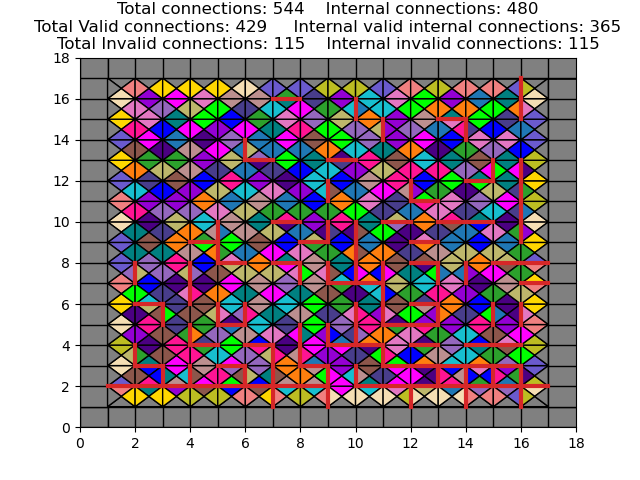 Total connections: 544    Internal connections: 480
Total Valid connections: 429    Internal valid internal connections: 365
Total Invalid connections: 115    Internal invalid connections: 115
18
16
14
12
10
8
6
4
2
0
0 2 4 6 8 10 12 14 16 18